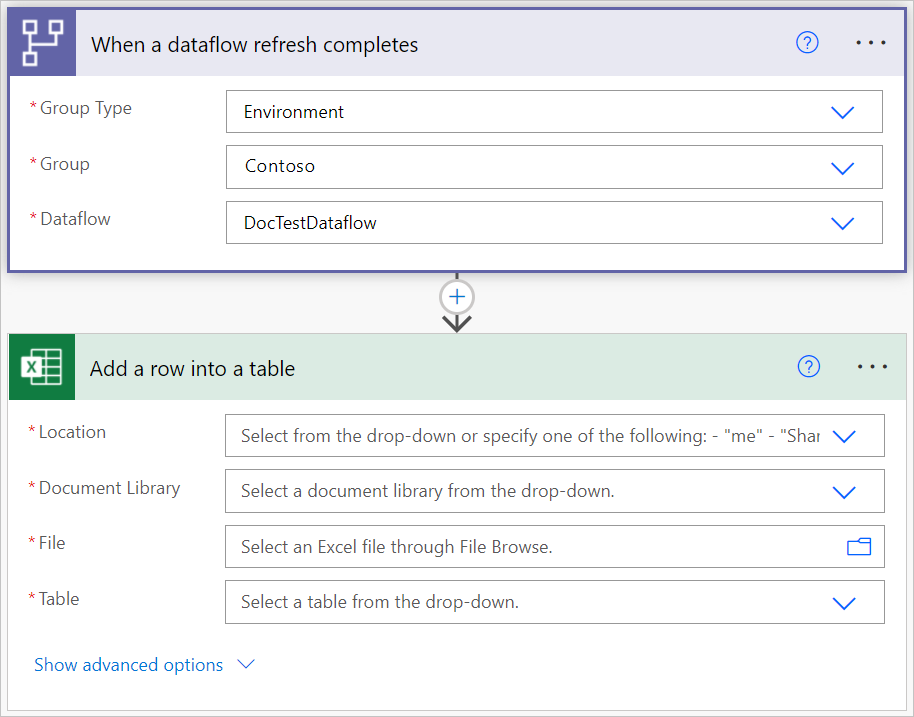 When a dataflow refresh completes
?
* Group Type
Environment
* Group
Contoso
* Dataflow
DocTestDataflow
Add a row into a table
?
* Location
Select from the drop-down or specify one of the following: - "me" - "Shar
* Document Library
Select a document library from the drop-down.
* File
Select an Excel file through File Browse.
* Table
Select a table from the drop-down.
Show advanced options